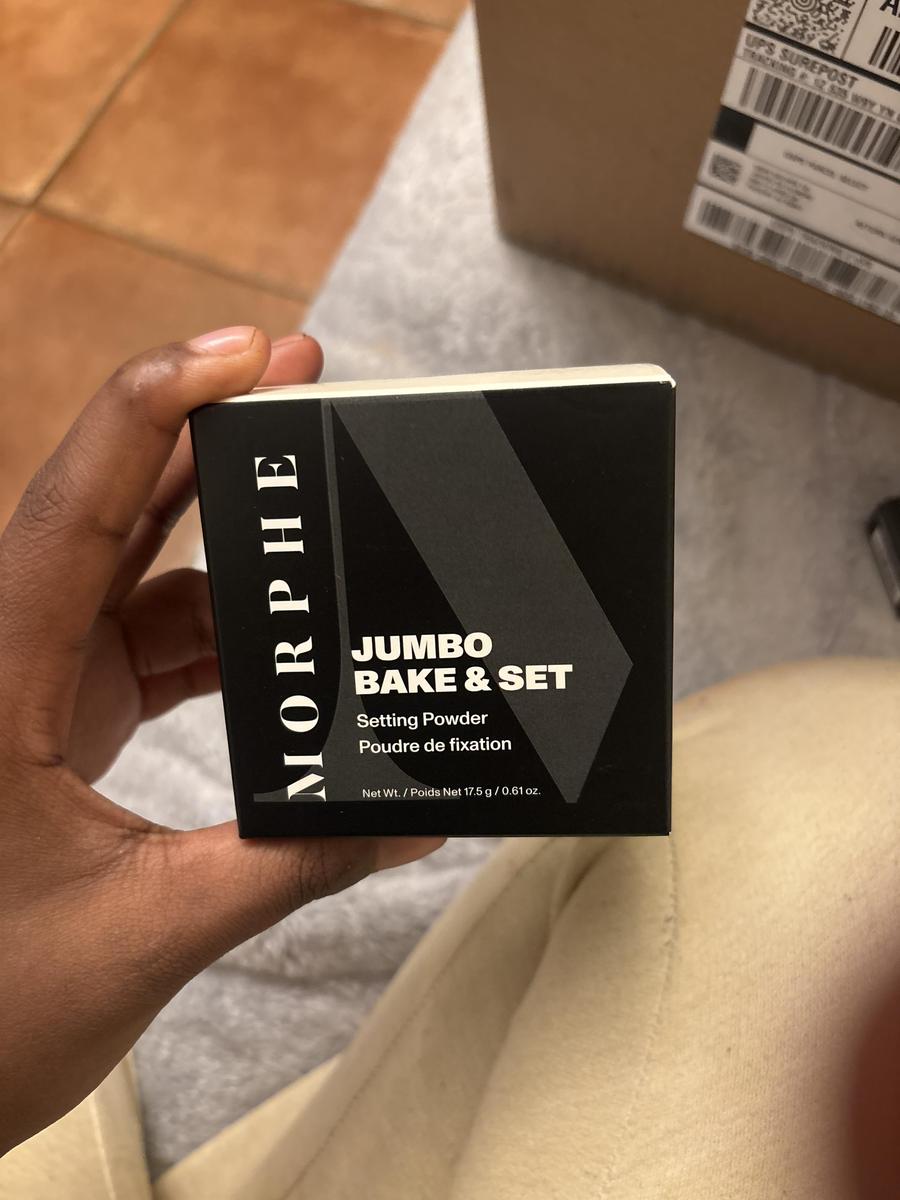 UPS SUREPOST
MORPHE
JUMBO
BAKE & SET
Setting Powder
Poudre de fixation
Net Wt. / Poids Net 17.5 g / 0.61 oz.